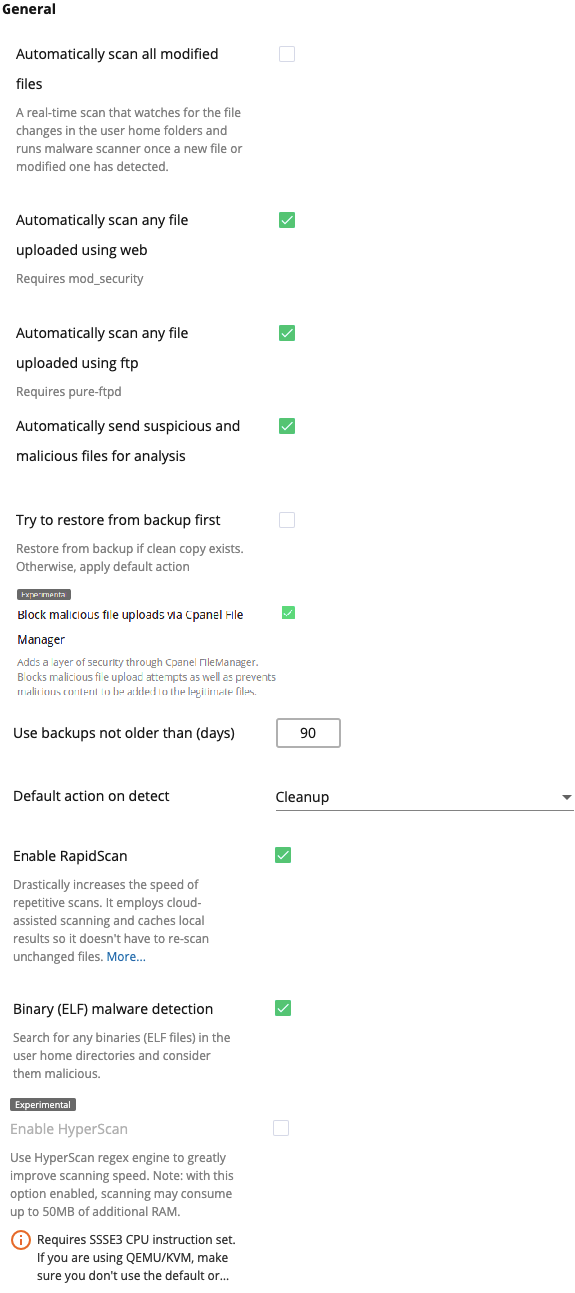 General
Automatically scan all modified
files
A real-time scan that watches for the file
changes in the user home folders and
runs malware scanner once a new file or
modified one has detected.
Automatically scan any file
uploaded using web
Requires mod_security
Automatically scan any file
uploaded using ftp
Requires pure-ftpd
Automatically send suspicious and
malicious files for analysis
Try to restore from backup first
Restore from backup if clean copy exists.
Otherwise, apply default action
Experimental
Block malicious file uploads via Cpanel File
Manager
Adds a layer of security through Cpanel FileManager.
Blocks malicious file upload attempts as well as prevents
malicious content to be added to the legitimate files.
Use backups not older than (days) 90
Default action on detect Cleanup
Enable RapidScan
Drastically increases the speed of
repetitive scans. It employs cloud-
assisted scanning and caches local
results so it doesn't have to re-scan
unchanged files. More...
Binary (ELF) malware detection
Search for any binaries (ELF files) in the
user home directories and consider
them malicious.
Experimental
Enable HyperScan
Use HyperScan regex engine to greatly
improve scanning speed. Note: with this
option enabled, scanning may consume
up to 50MB of additional RAM.
Requires SSSE3 CPU instruction set.
If you are using QEMU/KVM, make
sure you don't use the default or...